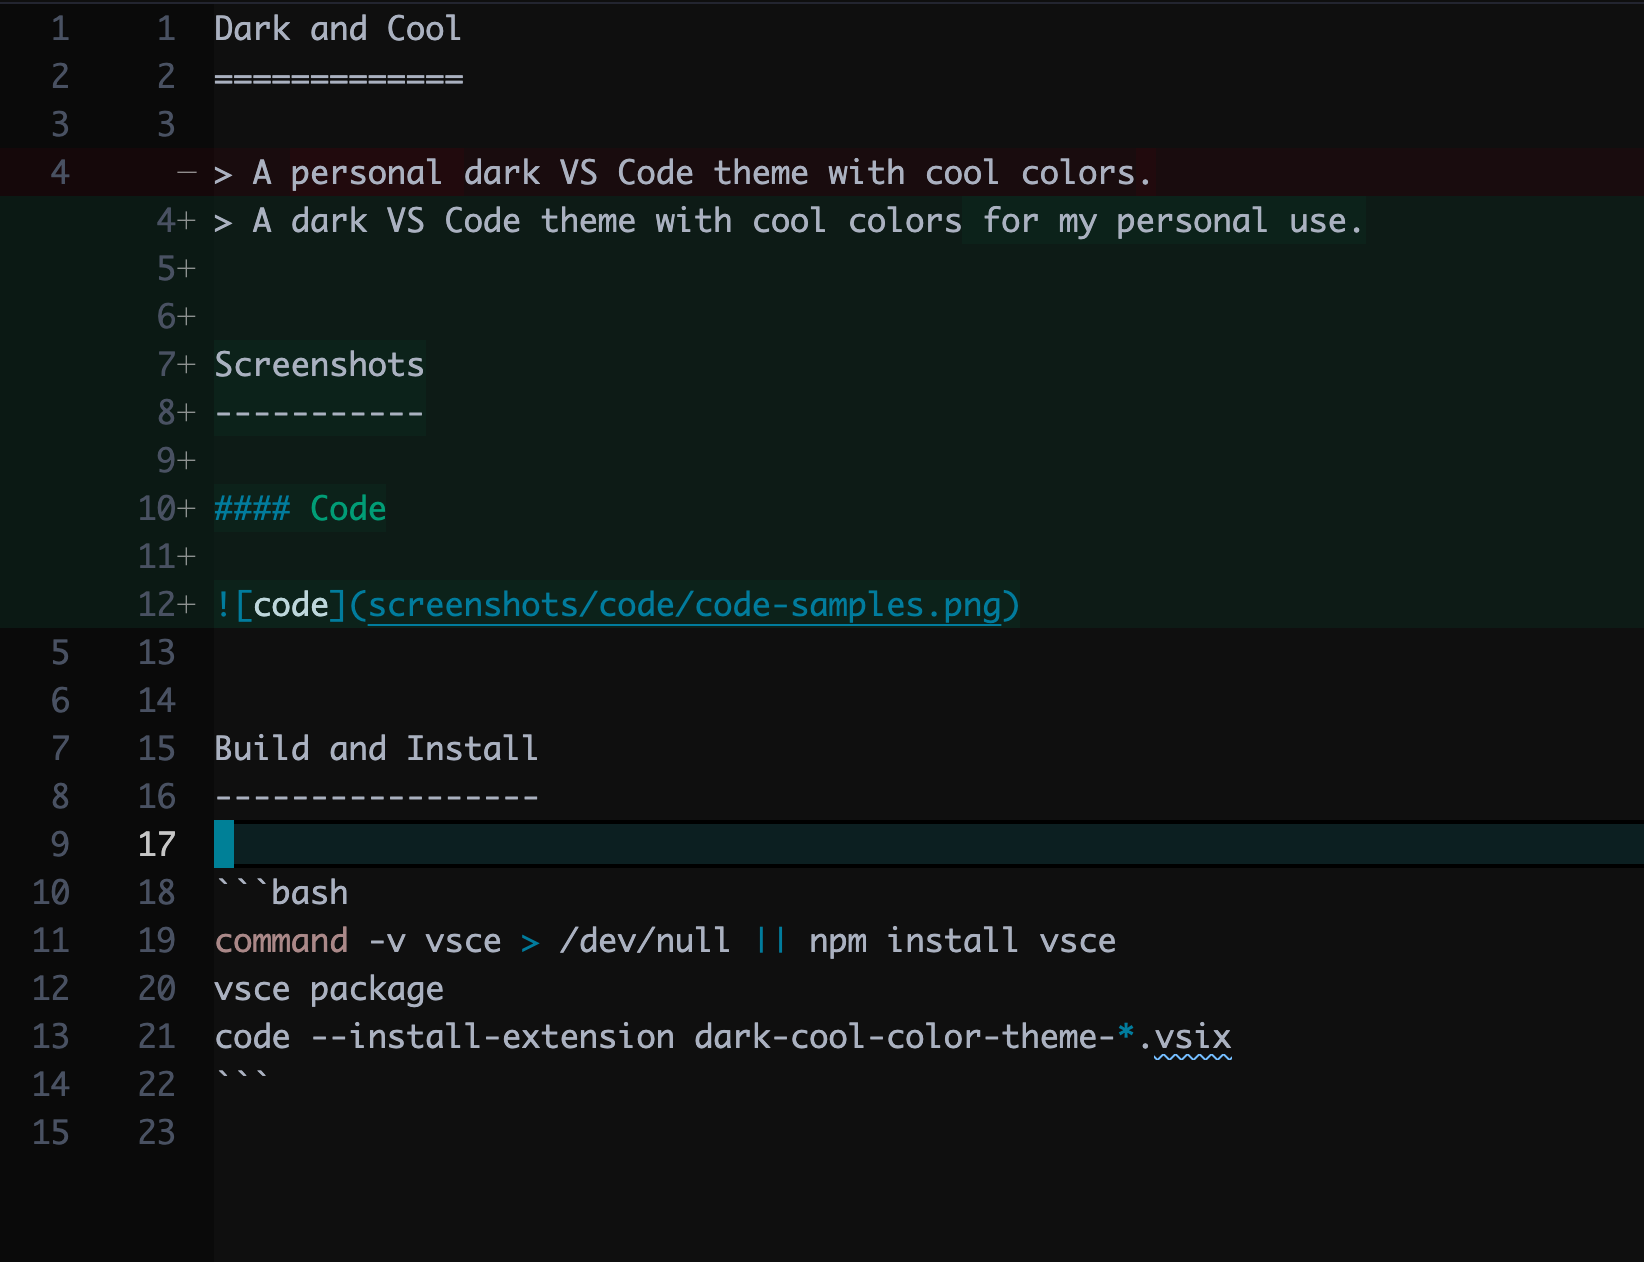 1 1 Dark and Cool
2 2 =============
3 3
4 − > A personal dark VS Code theme with cool colors.
4+ > A dark VS Code theme with cool colors for my personal use.
5+
6+
7+ Screenshots
8+ -----------
9+
10+ #### Code
11+
12+ ![code](screenshots/code/code-samples.png)
5 13
6 14
7 15 Build and Install
8 16 -----------------
9 17
10 18 ```bash
11 19 command -v vsce > /dev/null || npm install vsce
12 20 vsce package
13 21 code --install-extension dark-cool-color-theme-*.vsix
14 22 ```
15 23